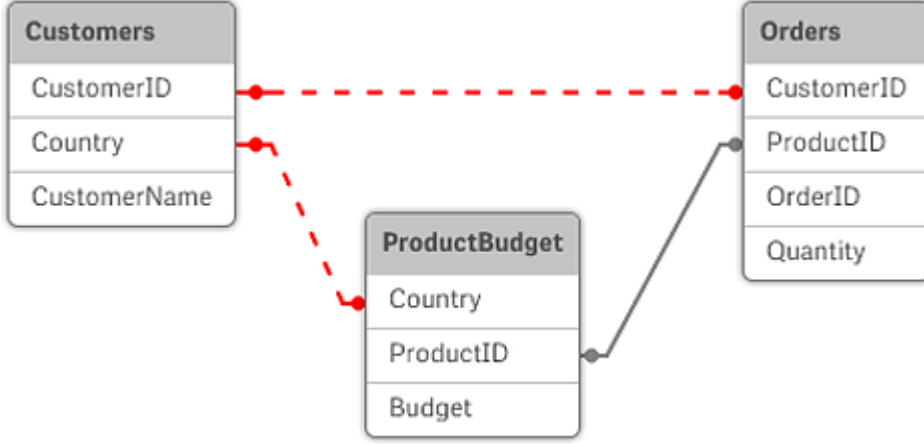 Customers
CustomerID
Country
CustomerName
ProductBudget
Country
ProductID
Budget
Orders
CustomerID
ProductID
OrderID
Quantity